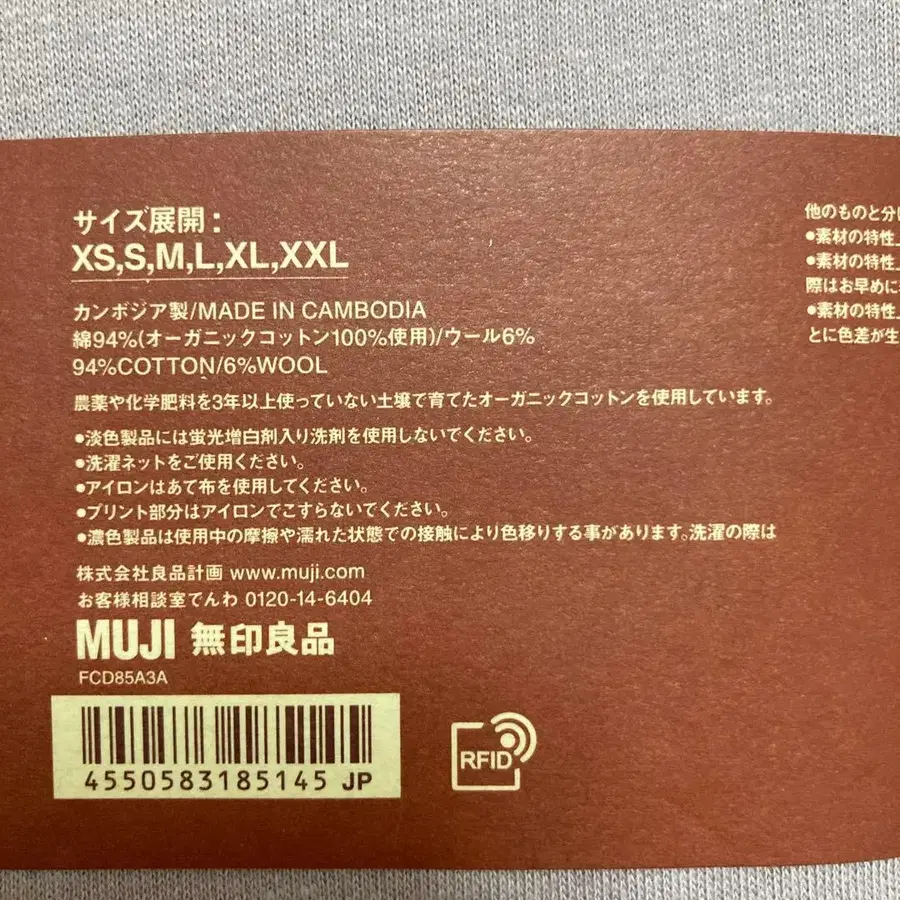 サイズ展開:
XS,S,M,L,XL,XXL
カンボジア製/MADE IN CAMBODIA
綿94%(オーガニックコットン100%使用)/ウール6%
94%COTTON/6%WOOL
農薬や化学肥料を3年以上使っていない土壌で育てたオーガニックコットンを使用しています。
●淡色製品には蛍光増白剤入り洗剤を使用しないでください。
●洗濯ネットをご使用ください。
●アイロンはあて布を使用してください。
●プリント部分はアイロンでこすらないでください。
●濃色製品は使用中の摩擦や濡れた状態での接触により色移りする事があります。洗濯の際は
株式会社良品計画 www.muji.com
お客様相談室でんわ 0120-14-6404
MUJI 無印良品
FCD85A3A
4550583185145 JP
RFID
他のものと分け
●素材の特性上
●素材の特性
際はお早めに
●素材の特性
とに色差が生